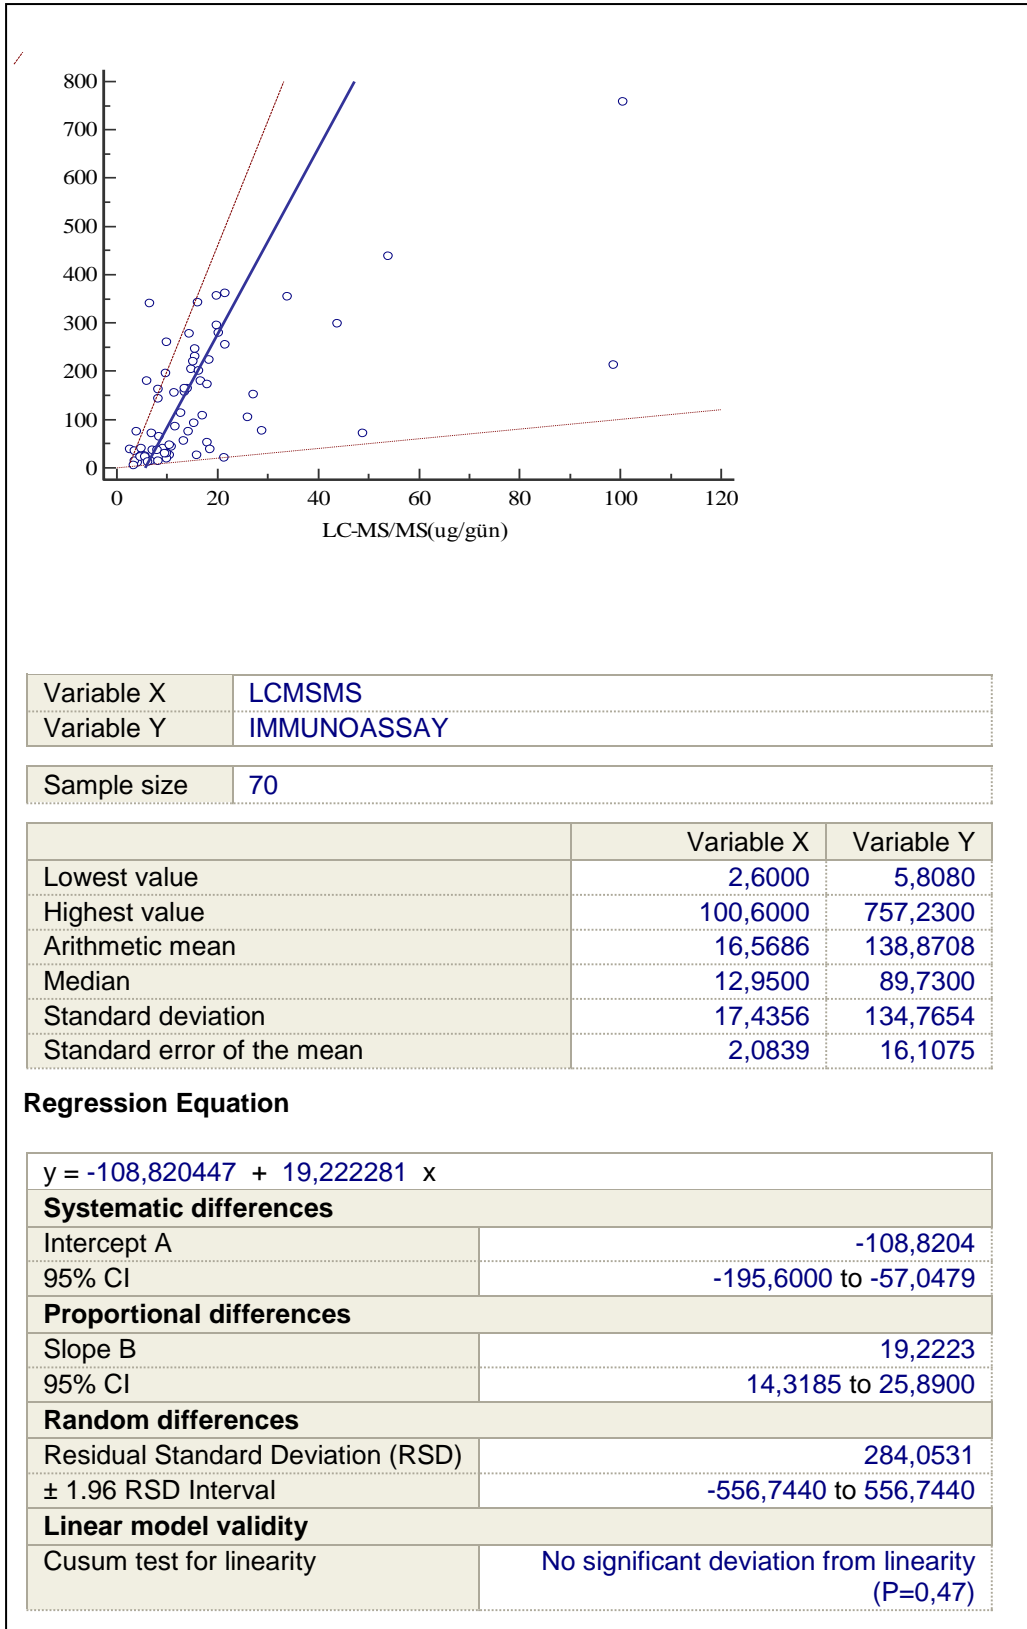 800
700
600
500
400
300
200
100
0
0 20 40 60 80 100 120
LC-MS/MS(ug/gün)
Variable X LCMSMS
Variable Y IMMUNOASSAY
Sample size 70
Variable X Variable Y
Lowest value 2,6000 5,8080
Highest value 100,6000 757,2300
Arithmetic mean 16,5686 138,8708
Median 12,9500 89,7300
Standard deviation 17,4356 134,7654
Standard error of the mean 2,0839 16,1075
Regression Equation
y = -108,820447 + 19,222281 x
Systematic differences
Intercept A -108,8204
95% CI -195,6000 to -57,0479
Proportional differences
Slope B 19,2223
95% CI 14,3185 to 25,8900
Random differences
Residual Standard Deviation (RSD) 284,0531
± 1.96 RSD Interval -556,7440 to 556,7440
Linear model validity
Cusum test for linearity No significant deviation from linearity
(P=0,47)